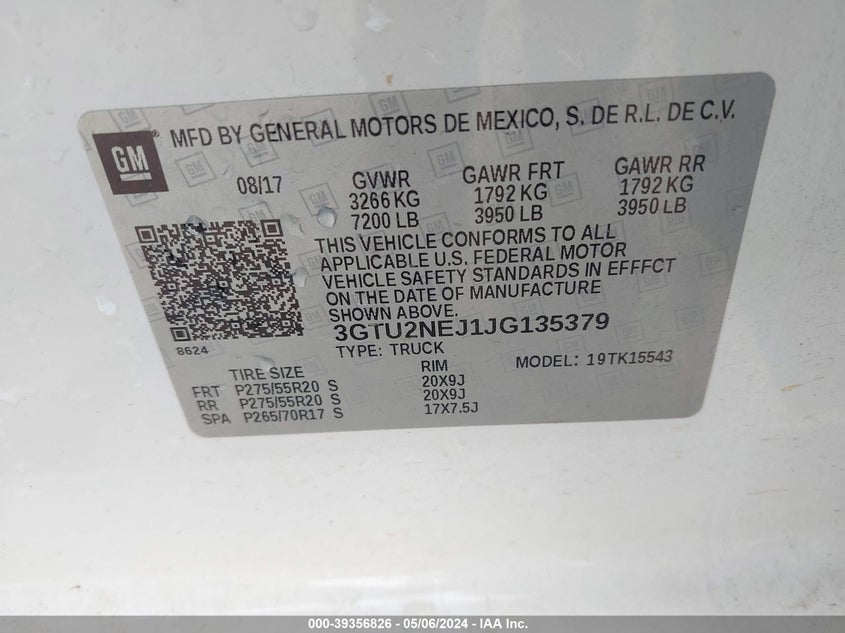 GM
MFD BY GENERAL MOTORS DE MEXICO, S. DE R.L. DE C.V.
08/17 GVWR GAWR FRT GAWR RR
3266 KG 1792 KG 1792 KG
7200 LB 3950 LB 3950 LB
THIS VEHICLE CONFORMS TO ALL
APPLICABLE U.S. FEDERAL MOTOR
VEHICLE SAFETY STANDARDS IN EFFFCT
ON THE DATE OF MANUFACTURE
SHOWN ABOVE.
3GTU2NEJ1JG135379
8624
TYPE: TRUCK MODEL: 19TK15543
TIRE SIZE RIM
FRT P275/55R20 S 20X9J
RR P275/55R20 S 20X9J
SPA P265/70R17 S 17X7.5J
000-39356826 - 05/06/2024 - IAA Inc.